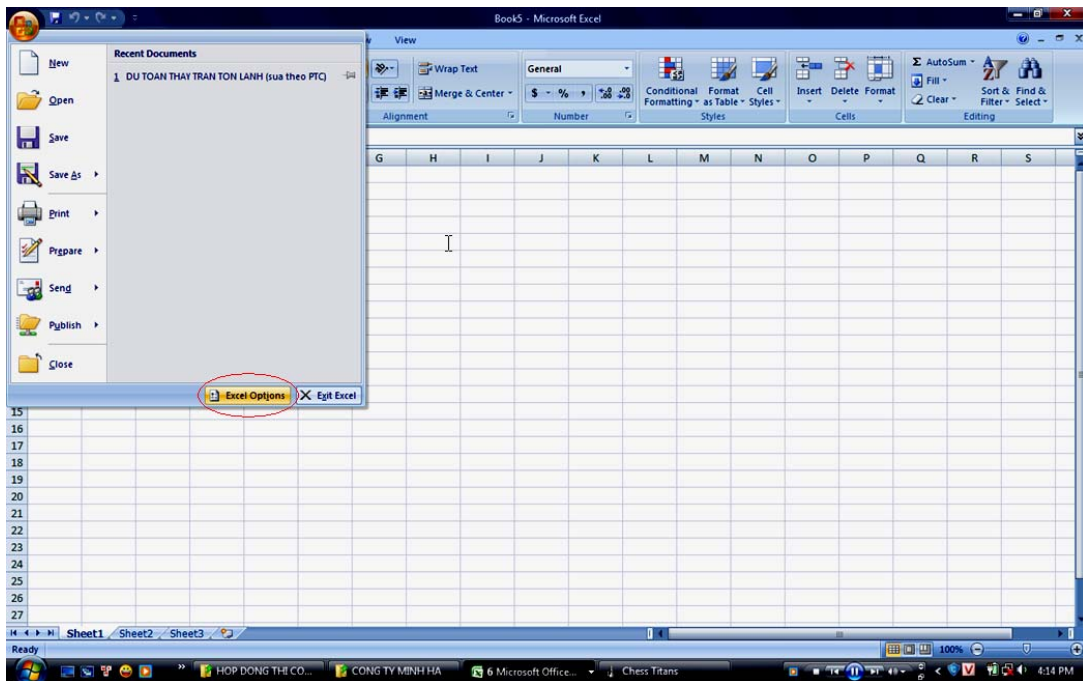 Book5 - Microsoft Excel
View
New
Open
Save
Save As
Print
Prepare
Send
Publish
Close
Recent Documents
1 DU TOAN THAY TRAN TON LANH (sua theo PTC)
Excel Options
Exit Excel
Wrap Text
Merge & Center
Alignment
General
$ % ,
Number
Conditional Formatting
Format as Table
Cell Styles
Styles
Insert
Delete
Format
Cells
Σ AutoSum
Fill
Clear
Sort & Filter
Find & Select
Editing
G H I J K L M N O P Q R S
15
16
17
18
19
20
21
22
23
24
25
26
27
Sheet1 Sheet2 Sheet3
Ready
100%
HOP DONG THI CO...
CONG TY MINH HA
6 Microsoft Office...
Chess Titans
4:14 PM